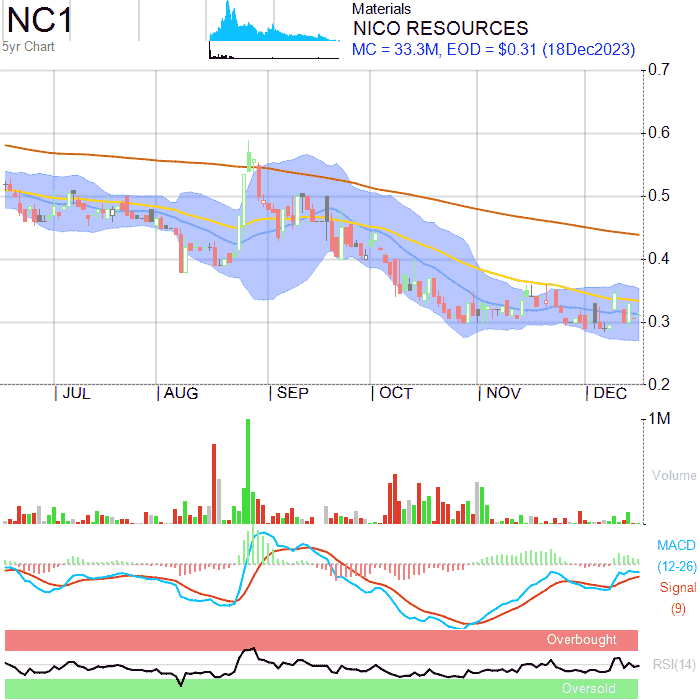 NC1
5yr Chart
Materials
NICO RESOURCES
MC = 33.3M, EOD = $0.31 (18Dec2023)
0.7
0.6
0.5
0.4
0.3
0.2
JUL AUG SEP OCT NOV DEC
1M
Volume
MACD
(12-26)
Signal
(9)
Overbought
RSI(14)
Oversold